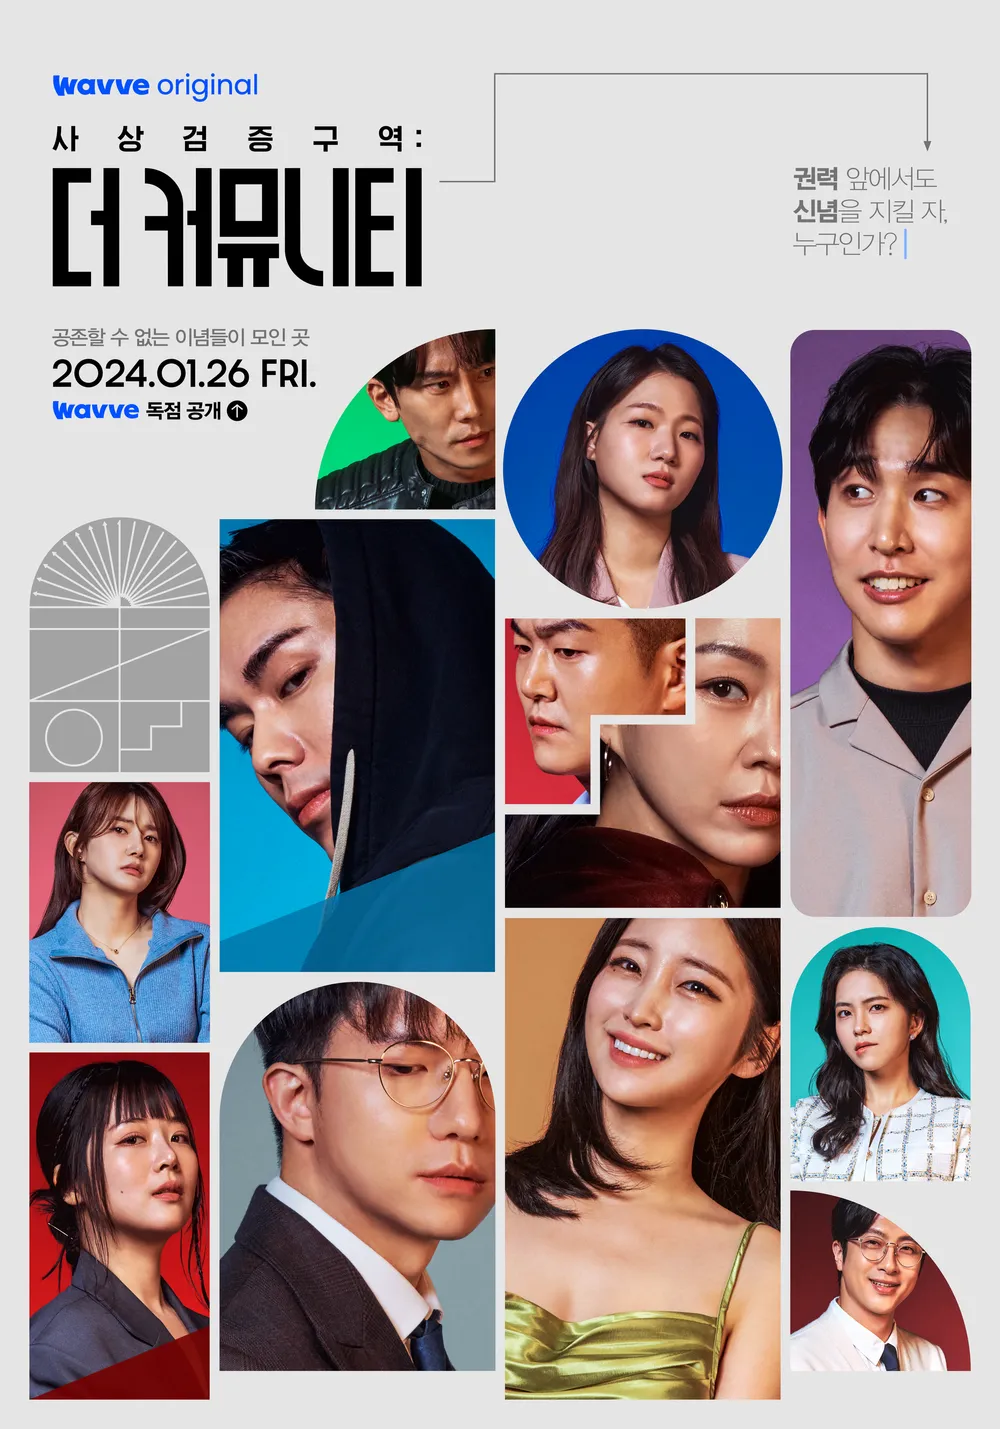 wavve original
사상검증구역:
더 커뮤니티
권력 앞에서도
신념을 지킬 자,
누구인가?
공존할 수 없는 이념들이 모인 곳
2024.01.26 FRI.
wavve 독점 공개